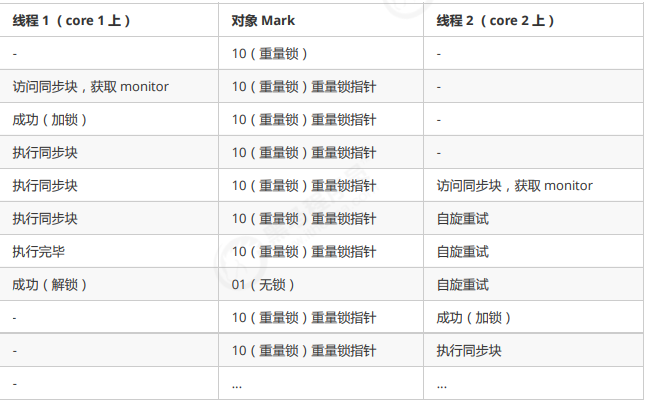 线程 1（core 1 上） 对象 Mark 线程 2（core 2 上）
- 10（重量锁） -
访问同步块，获取 monitor 10（重量锁）重量锁指针 -
成功（加锁） 10（重量锁）重量锁指针 -
执行同步块 10（重量锁）重量锁指针 -
执行同步块 10（重量锁）重量锁指针 访问同步块，获取 monitor
执行同步块 10（重量锁）重量锁指针 自旋重试
执行完毕 10（重量锁）重量锁指针 自旋重试
成功（解锁） 01（无锁） 自旋重试
- 10（重量锁）重量锁指针 成功（加锁）
- 10（重量锁）重量锁指针 执行同步块
- ... ...